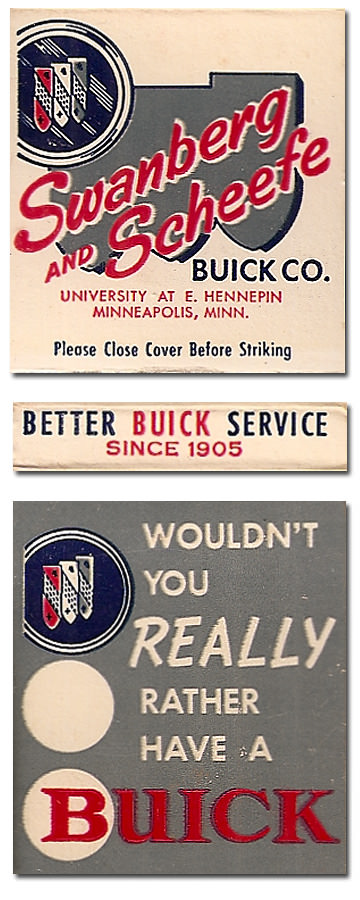 Swanberg
AND Scheefe
BUICK CO.
UNIVERSITY AT E. HENNEPIN
MINNEAPOLIS, MINN.
Please Close Cover Before Striking
BETTER BUICK SERVICE
SINCE 1905
WOULDN'T
YOU
REALLY
RATHER
HAVE A
BUICK